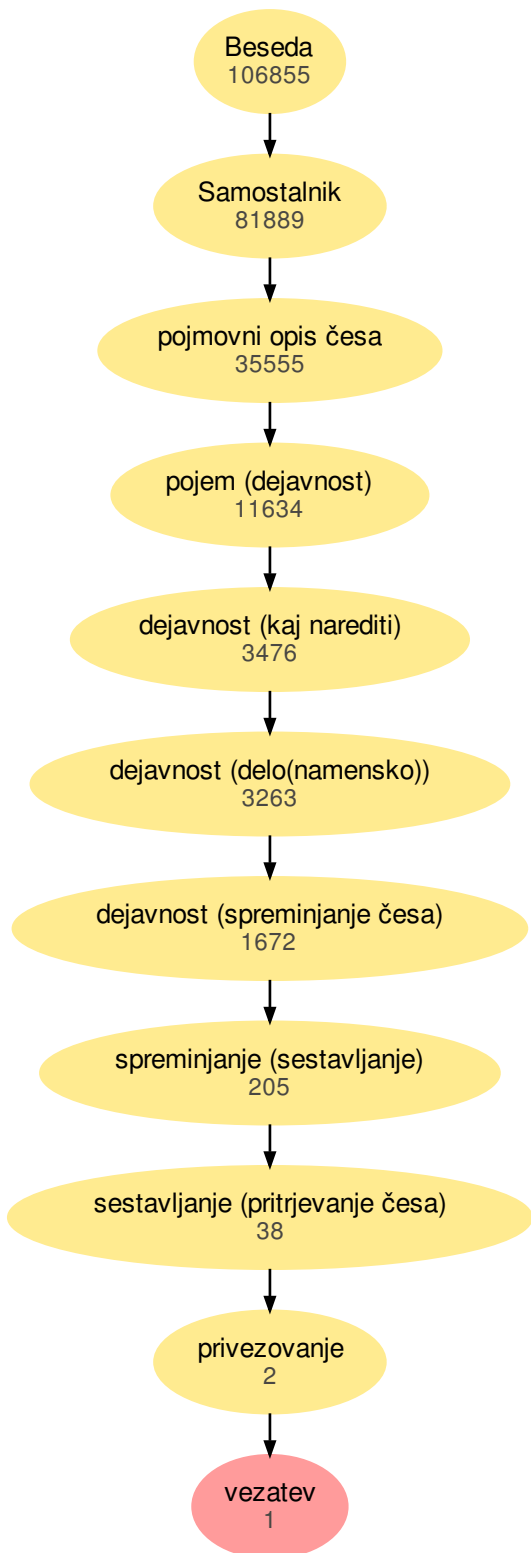 Beseda
106855
Samostalnik
81889
pojmovni opis česa
35555
pojem (dejavnost)
11634
dejavnost (kaj narediti)
3476
dejavnost (delo(namensko))
3263
dejavnost (spreminjanje česa)
1672
spreminjanje (sestavljanje)
205
sestavljanje (pritrjevanje česa)
38
privezovanje
2
vezatev
1